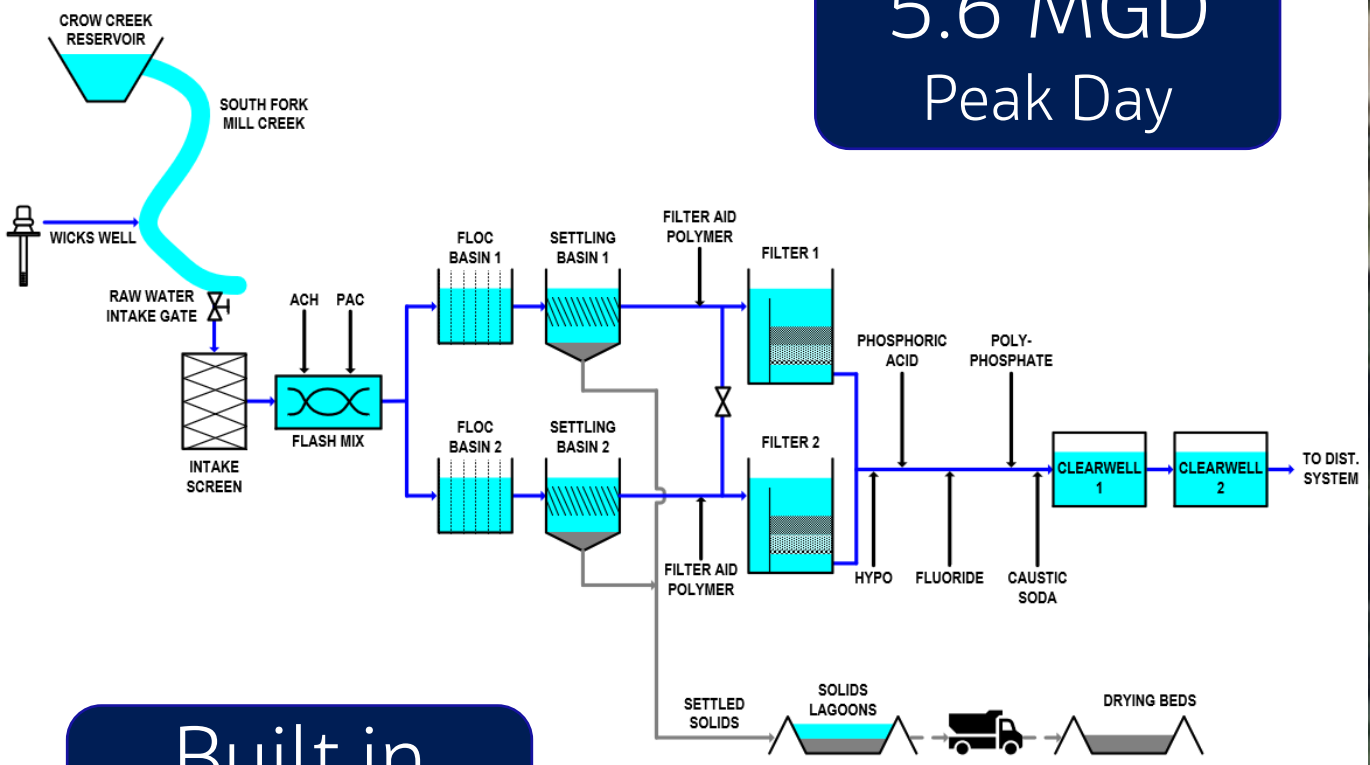 CROW CREEK
RESERVOIR
5.6 MGD
Peak Day
SOUTH FORK
MILL CREEK
WICKS WELL
RAW WATER
INTAKE GATE
ACH
PAC
FLASH MIX
INTAKE
SCREEN
FLOC
BASIN 1
SETTLING
BASIN 1
FILTER AID
POLYMER
FILTER 1
FLOC
BASIN 2
SETTLING
BASIN 2
FILTER AID
POLYMER
FILTER 2
PHOSPHORIC
ACID
POLY-
PHOSPHATE
HYPO
FLUORIDE
CAUSTIC
SODA
CLEARWELL
1
CLEARWELL
2
TO DIST.
SYSTEM
SETTLED
SOLIDS
SOLIDS
LAGOONS
DRYING BEDS
Built in